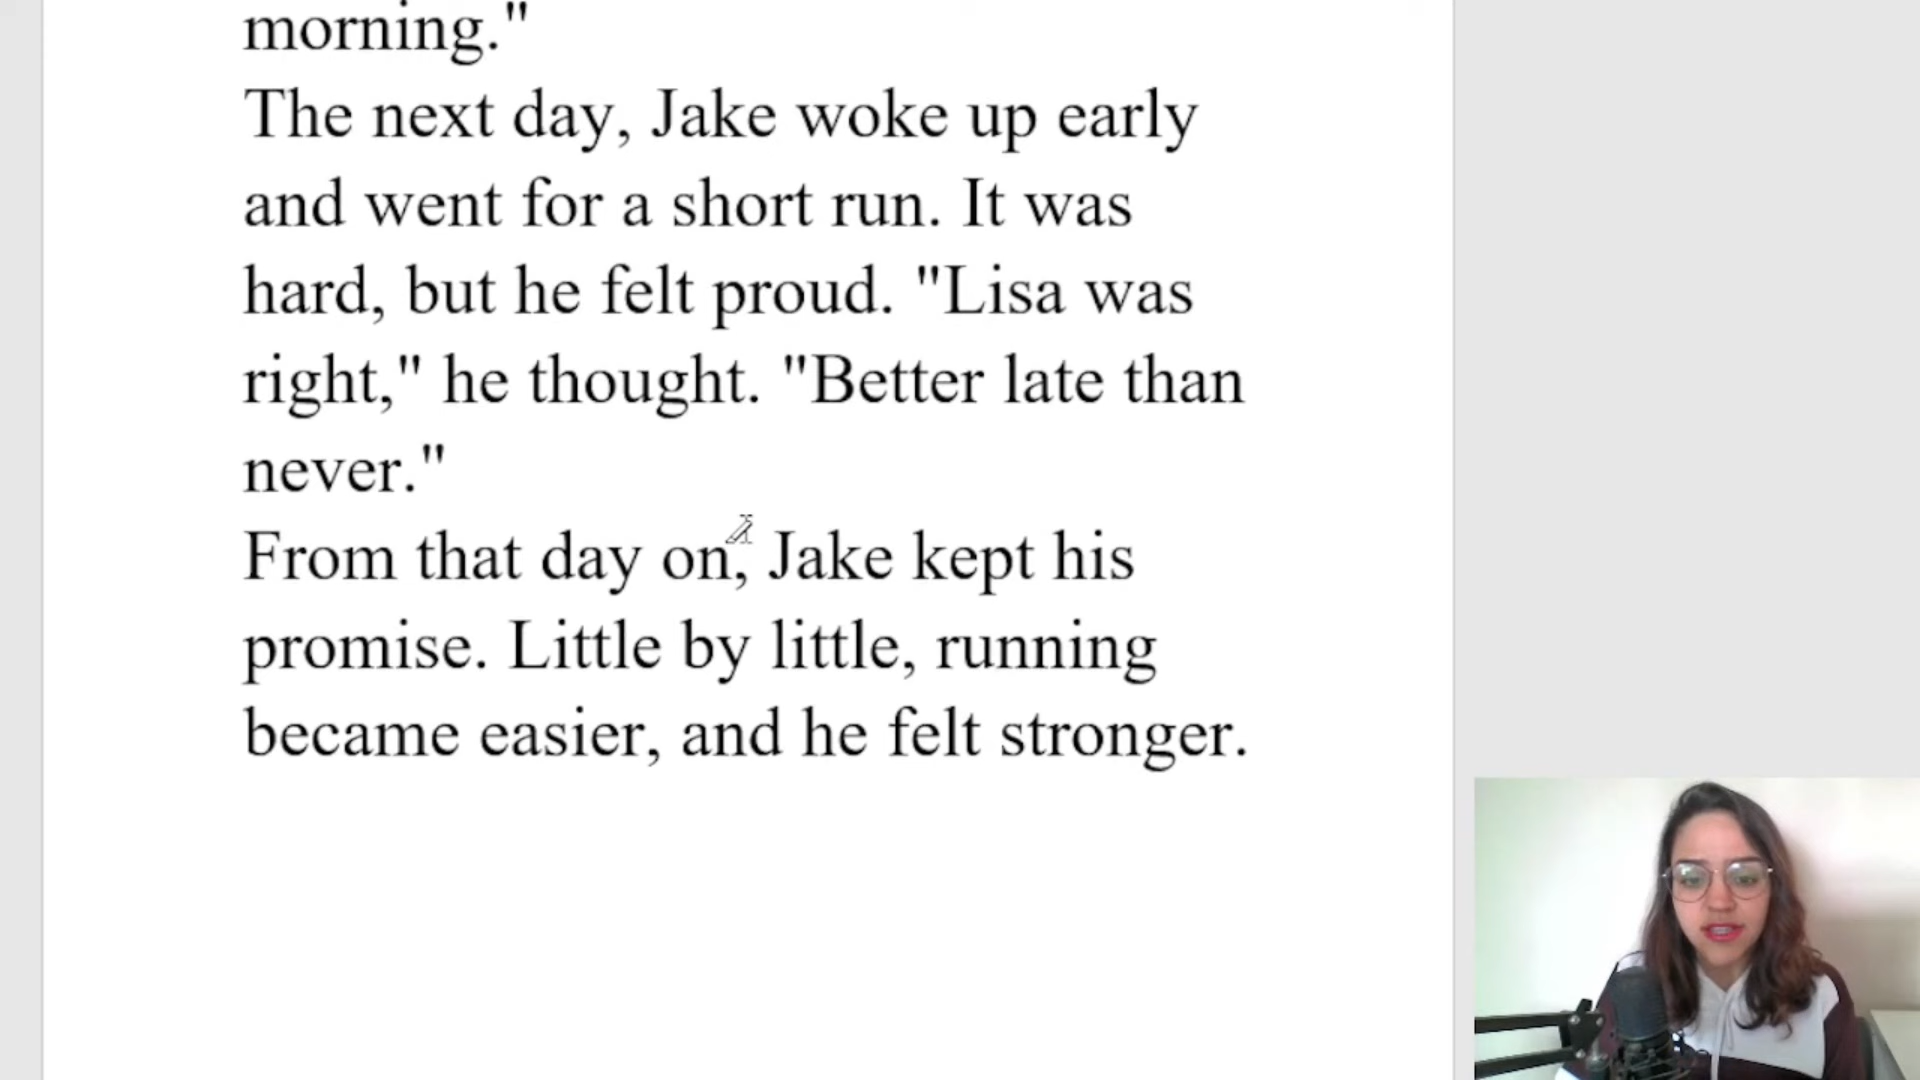 morning."
The next day, Jake woke up early
and went for a short run. It was
hard, but he felt proud. "Lisa was
right," he thought. "Better late than
never."
From that day on, Jake kept his
promise. Little by little, running
became easier, and he felt stronger.